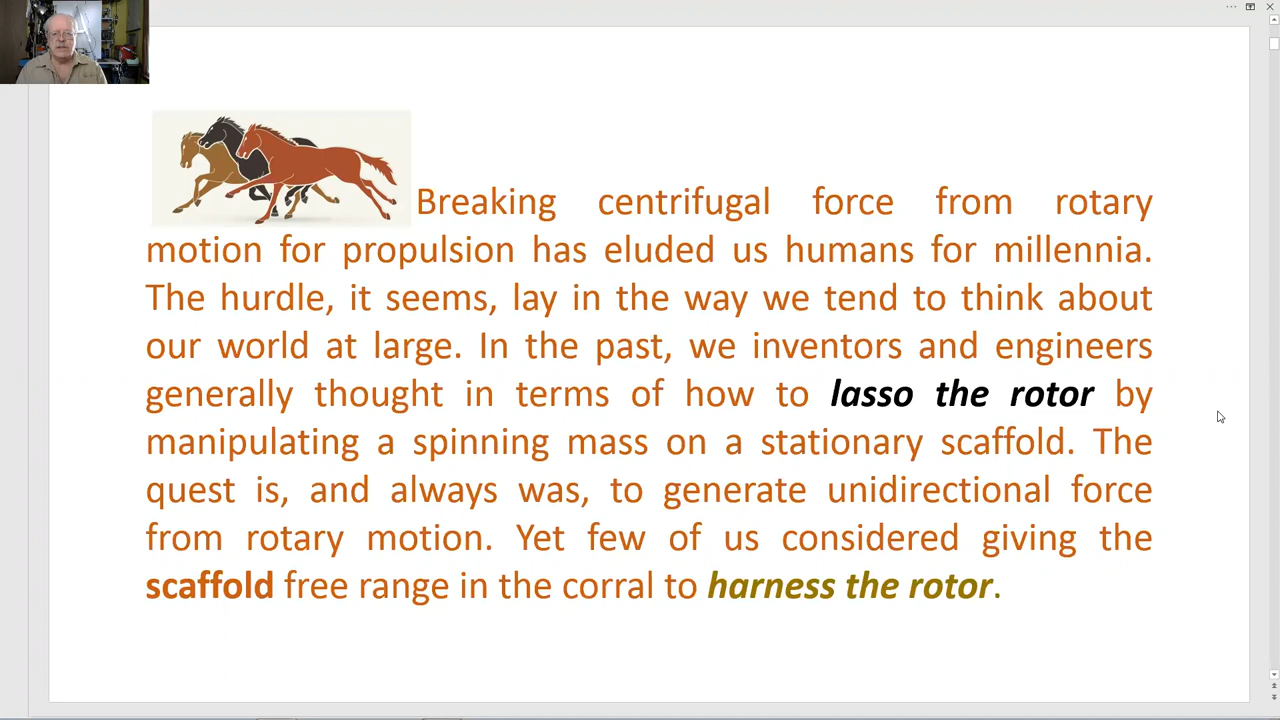 Breaking centrifugal force from rotary
motion for propulsion has eluded us humans for millennia.
The hurdle, it seems, lay in the way we tend to think about
our world at large. In the past, we inventors and engineers
generally thought in terms of how to lasso the rotor by
manipulating a spinning mass on a stationary scaffold. The
quest is, and always was, to generate unidirectional force
from rotary motion. Yet few of us considered giving the
scaffold free range in the corral to harness the rotor.